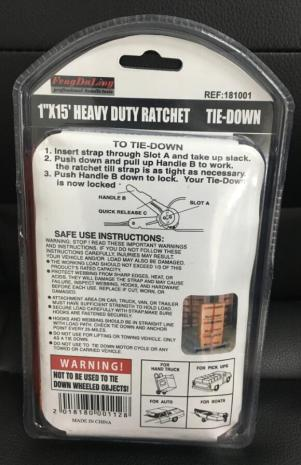 FengDaLing
professional bundle tools
REF:181001
1"X15' HEAVY DUTY RATCHET TIE-DOWN
TO TIE-DOWN
1. Insert strap through Slot A and take up slack.
2. Push down and pull up Handle B to work.
the ratchet till strap is as tight as necessary.
3. Push Handle B down to lock. Your Tie-Down
is now locked
HANDLE B
SLOT A
QUICK RELEASE C
SAFE USE INSTRUCTIONS:
WARNING: STOP! READ THESE IMPORTANT WARNINGS
AND INSTRUCTIONS. IF YOU DO NOT FOLLOW THESE
INSTRUCTIONS CAREFULLY, INJURIES MAY RESULT.
YOUR VEHICLE AND/OR. LOAD MAY ALSO BE DAMAGED.
● THE WORKING LOAD SHOULD NOT EXCEED 1/3 OF THIS
PRODUCTS RATED CAPACITY.
● PROTECT WEBBING FROM SHARP EDGES. HEAT, OR
ACIDS. THEY WILL DAMAGE THE STRAP AND MAY CAUSE
FAILURE. INSPECT WEBBING, HOOKS, AND HARDWARE
BEFORE EACH USE. REPLACE IF CUT, WORN, OR
DAMAGED.
● ATTACHMENT AREA ON CAR, TRUCK, VAN, OR TRAILER
MUST HAVE SUFFICIENT STRENGTH TO HOLD LOAD.
● SECURE LOAD CAREFULLY WITH STRAP.MAKE SURE
HOOKS ARE FASTENED SECURELY.
● HOOKS AND WEBBING SHOULD BE IN STRAIGHT LINE
WITH LOAD PATH. CHECK TIE DOWN AND ANCHOR
POINT EVERY 25-MILES.
● DO NOT USE FOR LIFTING OR TOWING VEHICLE. ONLY
AS A TIE DOWN.
● DO NOT USE TO TIE DOWN MOTOR CYCLE OR ANY
TOWED OR CARRIED VEHICLE.
WARNING!
NOT TO BE USED TO TIE
DOWN WHEELED OBJECTS!
FOR
HAND TRUCK
FOR PICK UPS
FOR AUTO
FOR BOATS
2 018180 001128
MADE IN CHINA